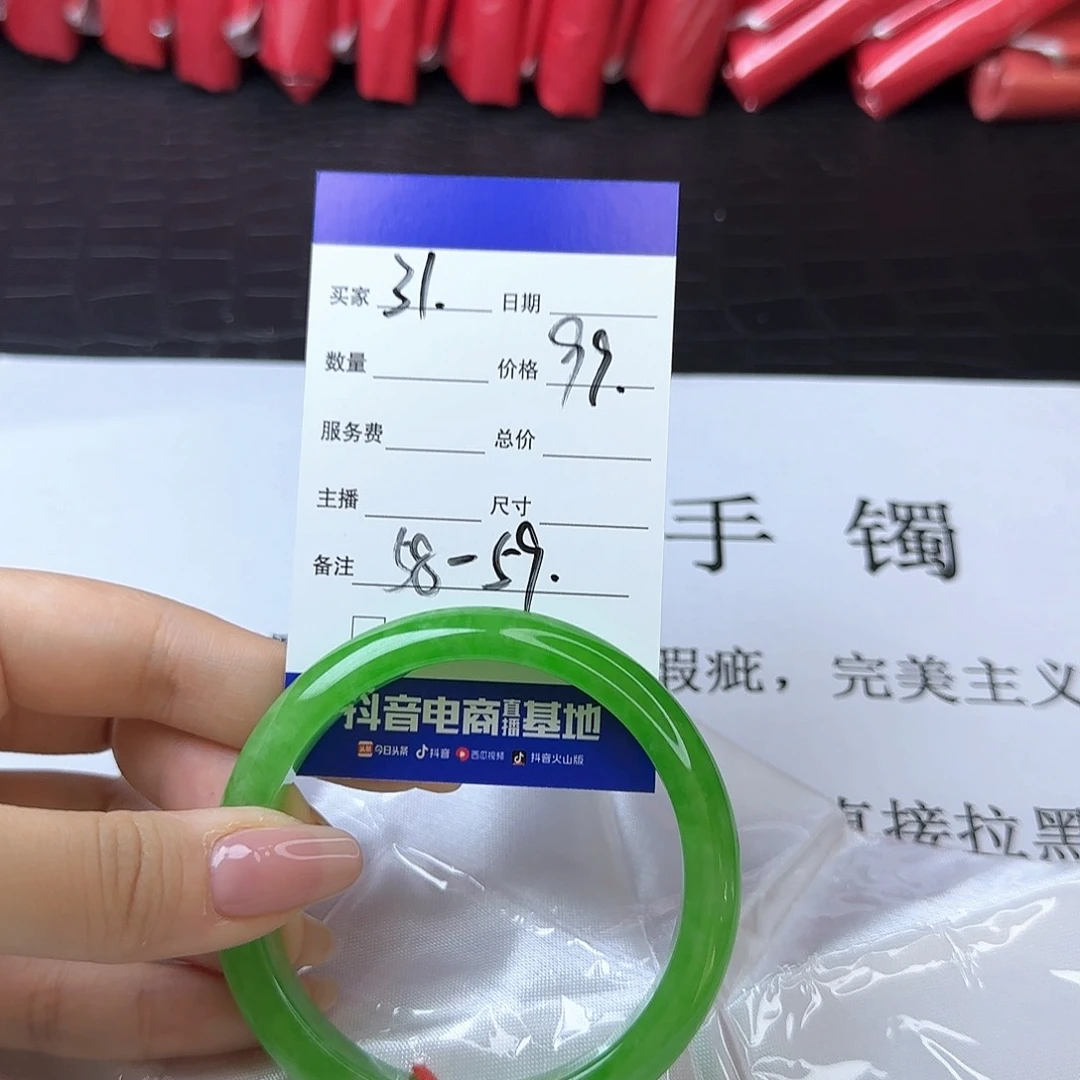 买家 31. 日期
数量 价格 99.
服务费 总价
主播 尺寸
备注 58-59.
抖音电商直播基地
今日头条 抖音 西瓜视频 抖音火山版
手镯
瑕疵，完美主义
直接拉黑